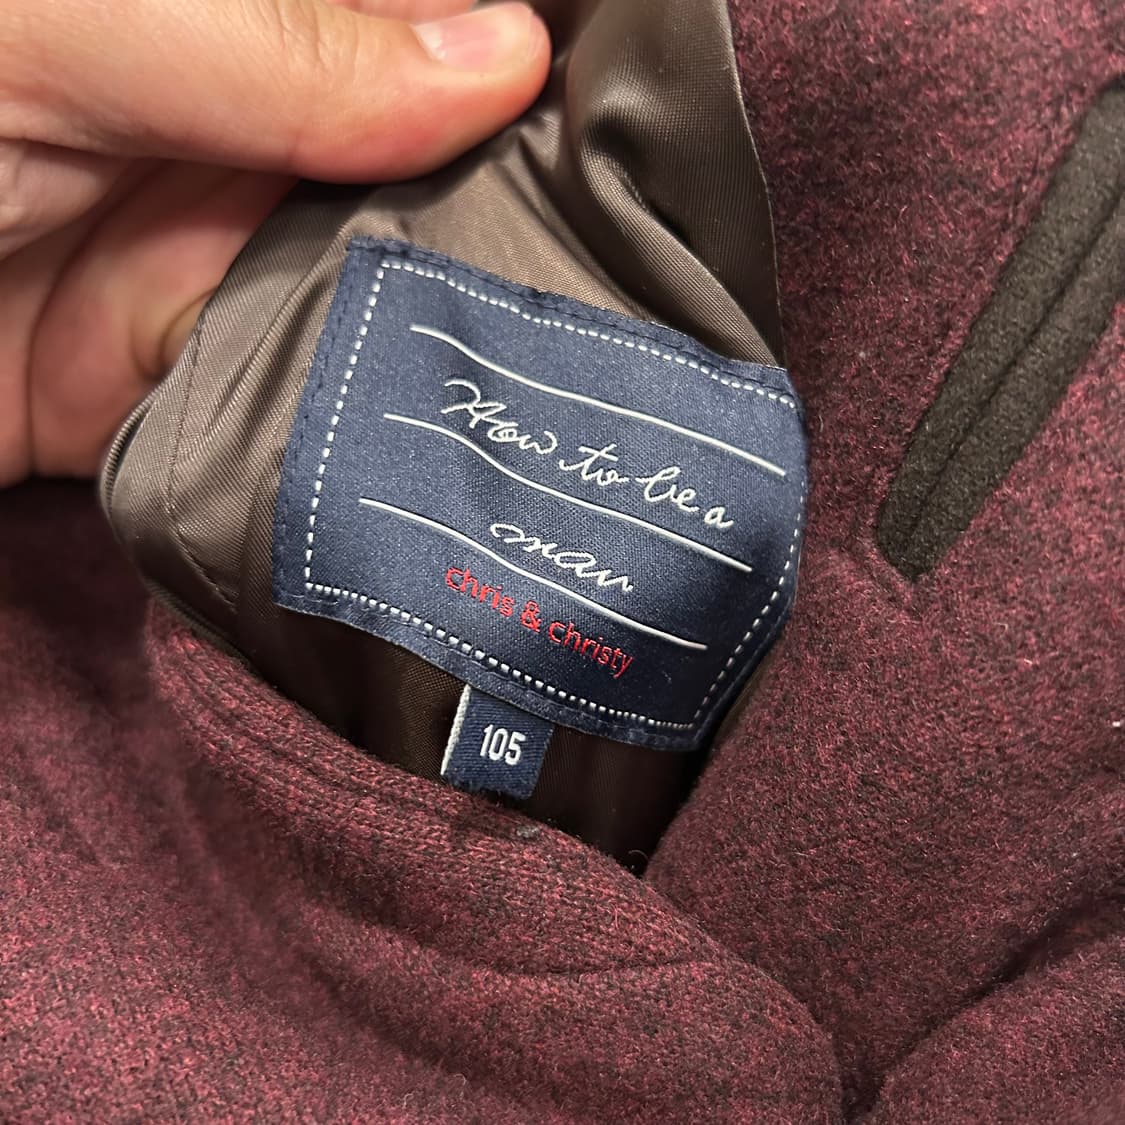 How to be a
man
chris & christy
105